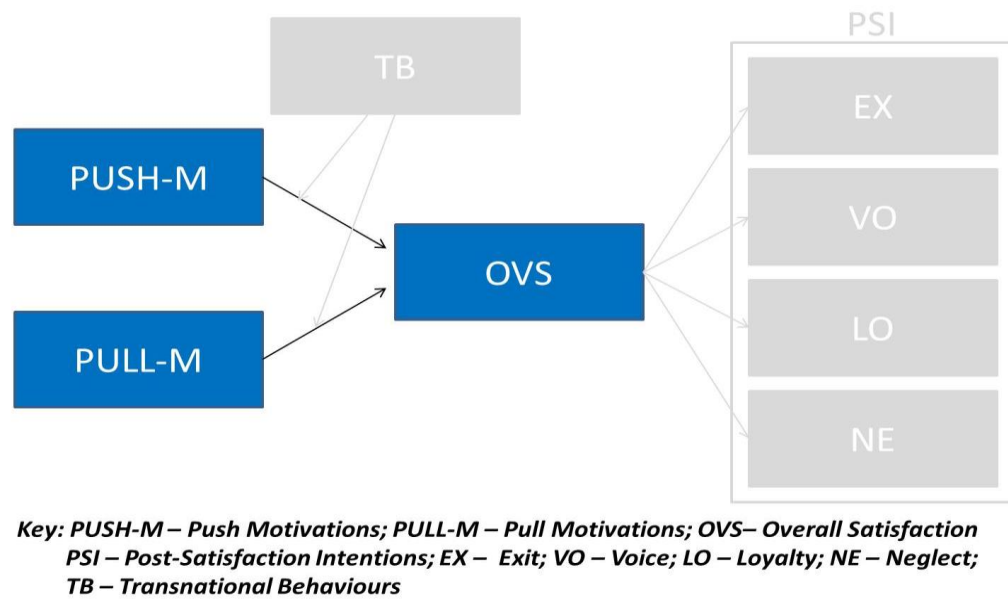 PSI
TB
EX
PUSH-M
VO
OVS
LO
PULL-M
NE
Key: PUSH-M – Push Motivations; PULL-M – Pull Motivations; OVS– Overall Satisfaction
PSI – Post-Satisfaction Intentions; EX – Exit; VO – Voice; LO – Loyalty; NE – Neglect;
TB – Transnational Behaviours